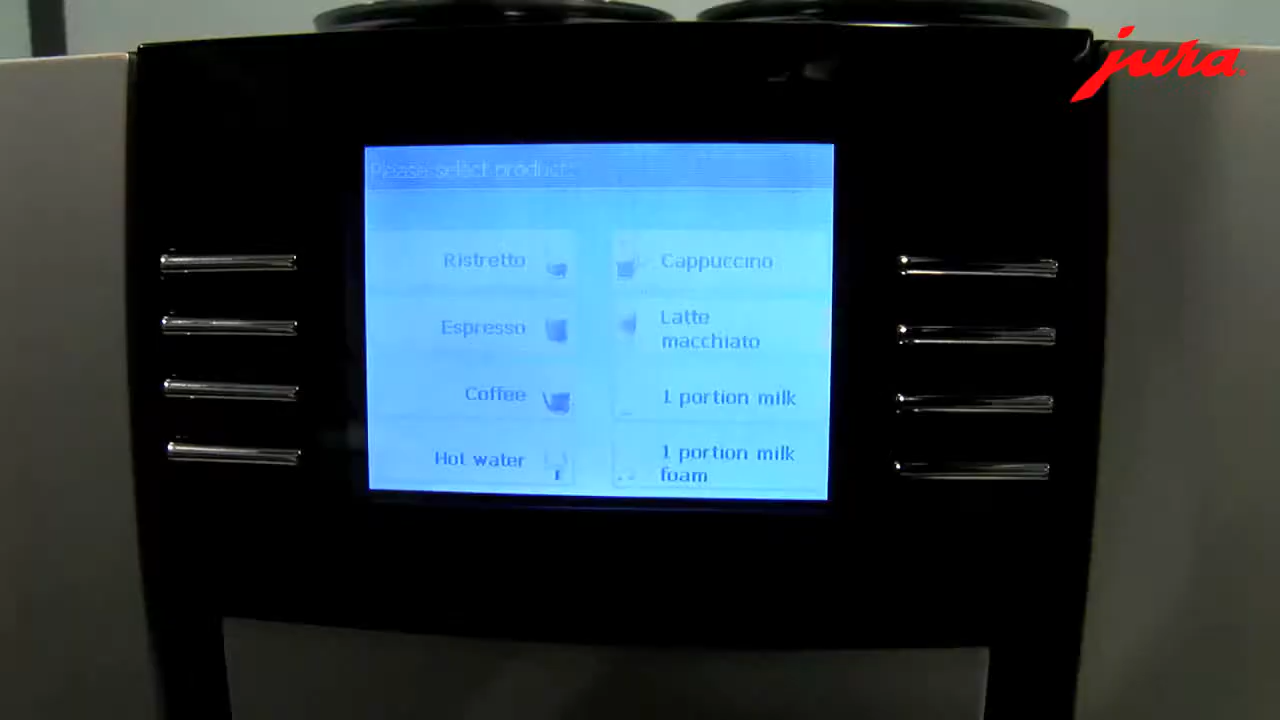 jura
Please select product:
Ristretto
Cappuccino
Espresso
Latte
macchiato
Coffee
1 portion milk
Hot water
1 portion milk
foam